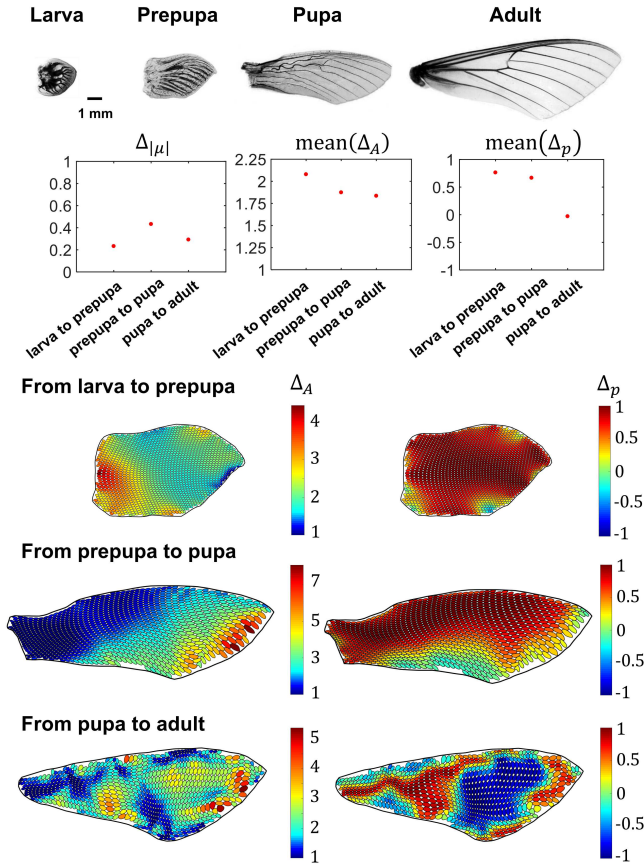 Larva Prepupa Pupa Adult
1 mm
Δ|μ| mean(Δ_A) mean(Δ_p)
1
0.8
0.6
0.4
0.2
0
2.25
2
1.75
1.5
1.25
1
1
0.5
0
-0.5
-1
larva to prepupa
prepupa to pupa
pupa to adult
larva to prepupa
prepupa to pupa
pupa to adult
larva to prepupa
prepupa to pupa
pupa to adult
From larva to prepupa
Δ_A
4
3
2
1
Δ_p
1
0.5
0
-0.5
-1
From prepupa to pupa
7
5
3
1
1
0.5
0
-0.5
-1
From pupa to adult
5
4
3
2
1
1
0.5
0
-0.5
-1